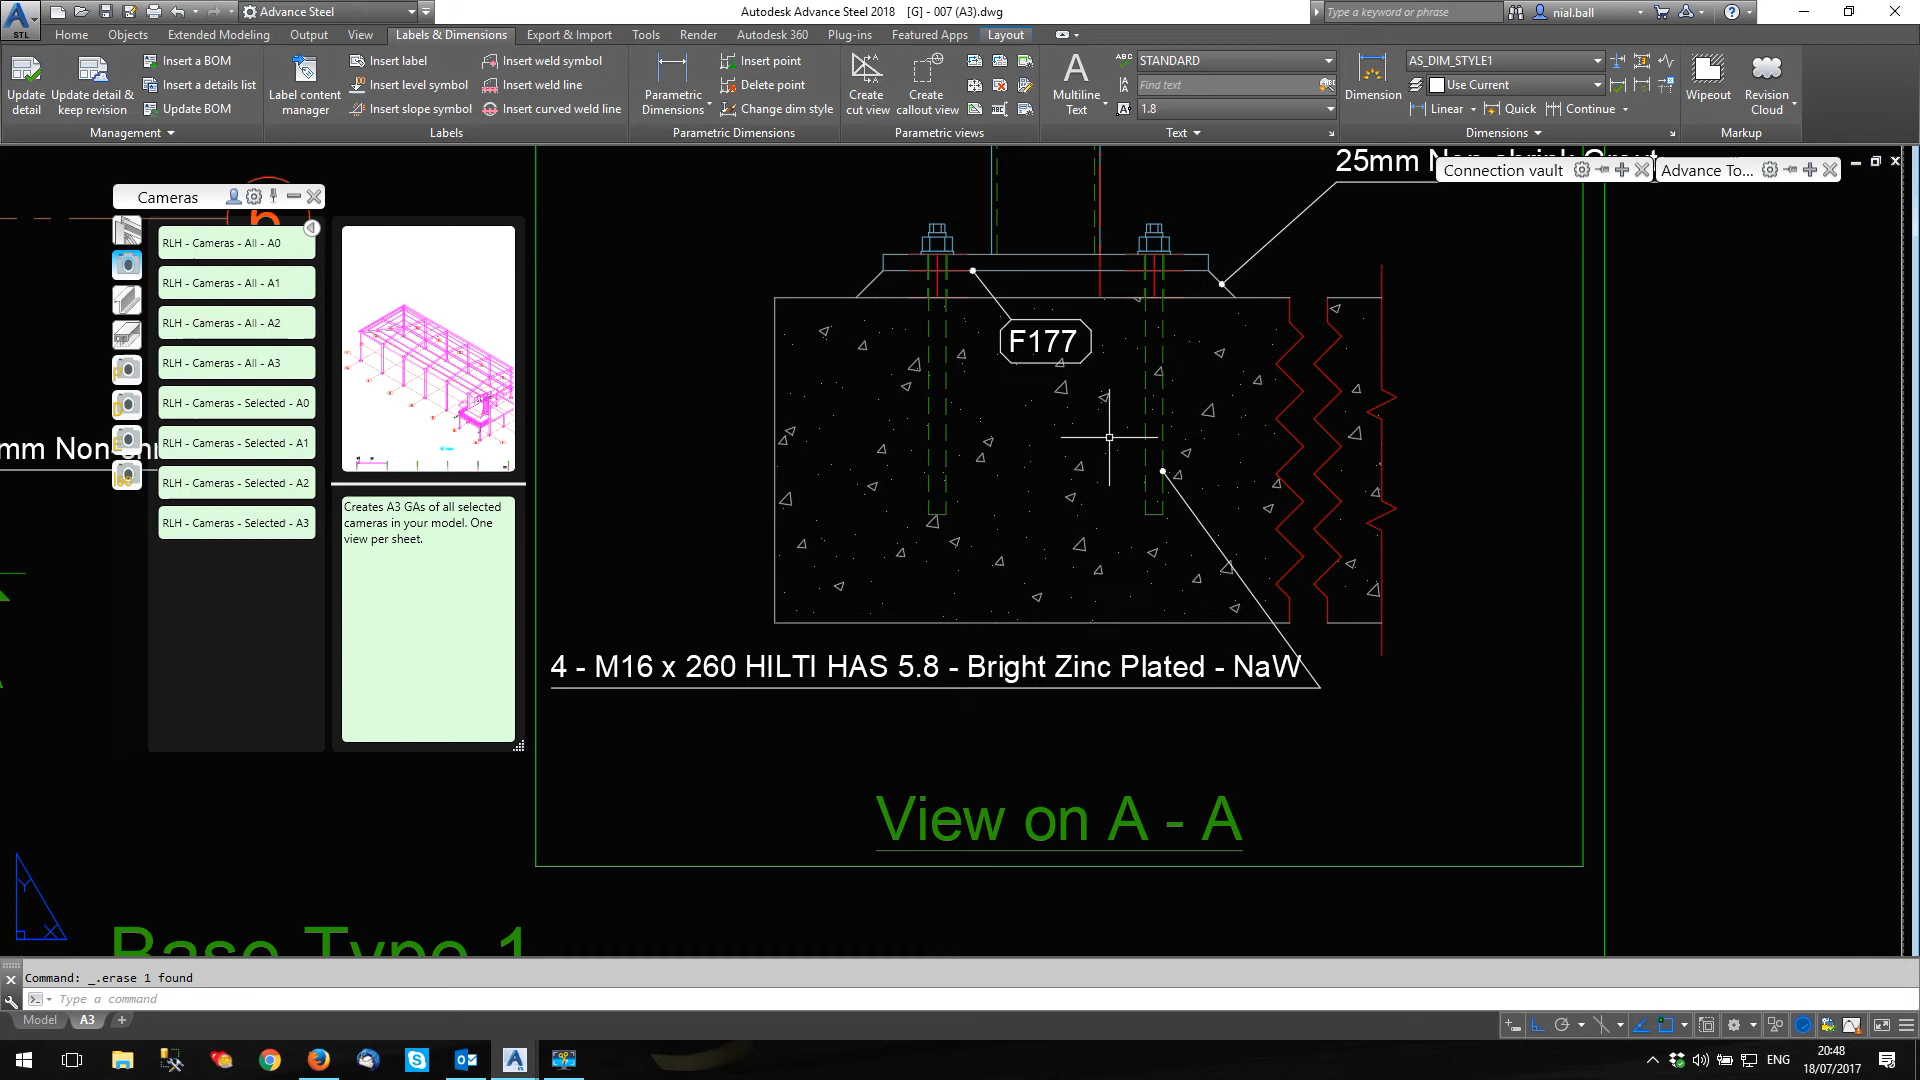 Advance Steel
Autodesk Advance Steel 2018 [G] - 007 (A3).dwg
Type a keyword or phrase
nial.ball
STL
Home
Objects
Extended Modeling
Output
View
Labels & Dimensions
Export & Import
Tools
Render
Autodesk 360
Plug-ins
Featured Apps
Layout
Update detail
Update detail & keep revision
Insert a BOM
Insert a details list
Update BOM
Management
Label content manager
Insert label
Insert level symbol
Insert slope symbol
Insert weld symbol
Insert weld line
Insert curved weld line
Labels
Parametric Dimensions
Insert point
Delete point
Change dim style
Parametric Dimensions
Create cut view
Create callout view
Parametric views
Multiline Text
STANDARD
Find text
1.8
Text
Dimension
AS_DIM_STYLE1
Use Current
Linear
Quick
Continue
Dimensions
Wipeout
Revision Cloud
Markup
25mm
Connection vault
Advance To...
Cameras
RLH - Cameras - All - A0
RLH - Cameras - All - A1
RLH - Cameras - All - A2
RLH - Cameras - All - A3
RLH - Cameras - Selected - A0
RLH - Cameras - Selected - A1
RLH - Cameras - Selected - A2
RLH - Cameras - Selected - A3
Creates A3 GAs of all selected
cameras in your model. One
view per sheet.
mm Non
F177
4 - M16 x 260 HILTI HAS 5.8 - Bright Zinc Plated - NaW
View on A - A
Y
X
Base Type 1
Command: _.erase 1 found
Type a command
Model
A3
ENG
20:48
18/07/2017